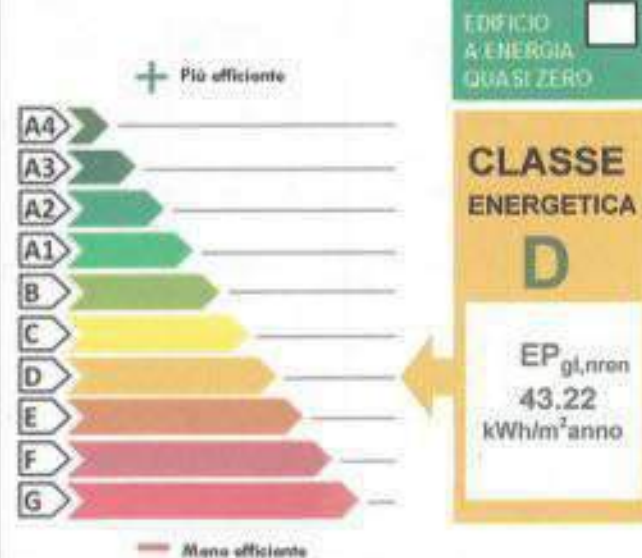 EDIFICIO
A ENERGIA
QUASI ZERO
+ Più efficiente
A4
A3
A2
A1
B
C
D
E
F
G
— Meno efficiente
CLASSE
ENERGETICA
D
EPgl,nren
43.22
kWh/m²anno